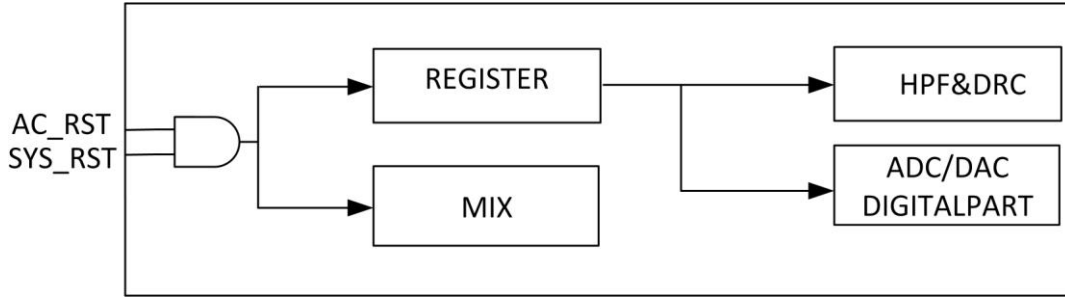 AC_RST
SYS_RST
REGISTER
MIX
HPF&DRC
ADC/DAC
DIGITALPART